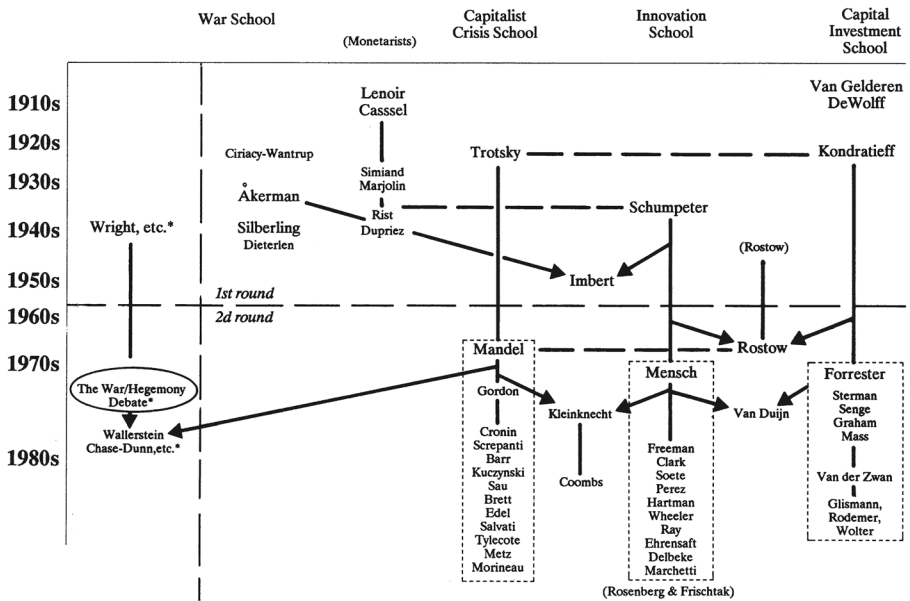 War School
Capitalist
Crisis School
Innovation
School
Capital
Investment
School
(Monetarists)
1910s
1920s
1930s
1940s
1950s
1960s
1970s
1980s
Lenoir
Casssel
Van Gelderen
DeWolff
Ciriacy-Wantrup
Trotsky
Kondratieff
Simiand
Marjolin
Åkerman
Rist
Dupriez
Schumpeter
Wright, etc.*
Silberling
Dieterlen
(Rostow)
Imbert
1st round
2d round
Mandel
Rostow
The War/Hegemony
Debate*
Wallerstein
Chase-Dunn,etc.*
Gordon
Cronin
Screpanti
Barr
Kuczynski
Sau
Brett
Edel
Salvati
Tylecote
Metz
Morineau
Kleinknecht
Coombs
Mensch
Freeman
Clark
Soete
Perez
Hartman
Wheeler
Ray
Ehrensaft
Delbeke
Marchetti
(Rosenberg & Frischtak)
Van Duijn
Forrester
Sterman
Senge
Graham
Mass
Van der Zwan
Glismann,
Rodemer,
Wolter